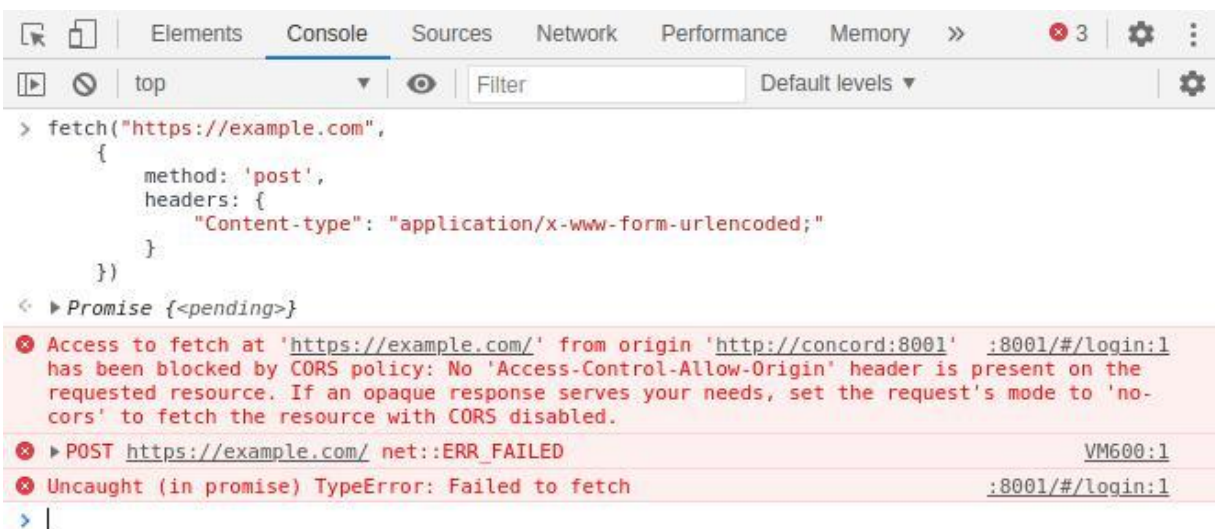 Elements Console Sources Network Performance Memory » 3
top ▼ Filter Default levels ▼
> fetch("https://example.com",
{
method: 'post',
headers: {
"Content-type": "application/x-www-form-urlencoded;"
}
})
Promise {<pending>}
Access to fetch at 'https://example.com/' from origin 'http://concord:8001' :8001/#/login:1
has been blocked by CORS policy: No 'Access-Control-Allow-Origin' header is present on the
requested resource. If an opaque response serves your needs, set the request's mode to 'no-
cors' to fetch the resource with CORS disabled.
POST https://example.com/ net::ERR_FAILED VM600:1
Uncaught (in promise) TypeError: Failed to fetch :8001/#/login:1
>